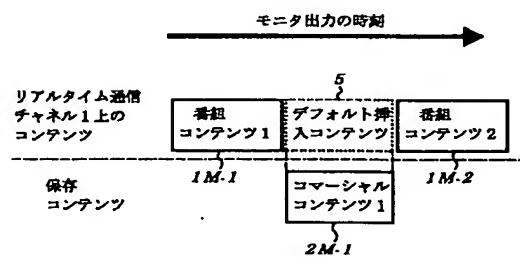 モニタ出力の時刻
5
リアルタイム通信
チャネル1上の
コンテンツ
番組
コンテンツ1
デフォルト挿
入コンテンツ
番組
コンテンツ2
1M-1
1M-2
保存
コンテンツ
コマーシャル
コンテンツ1
2M-1